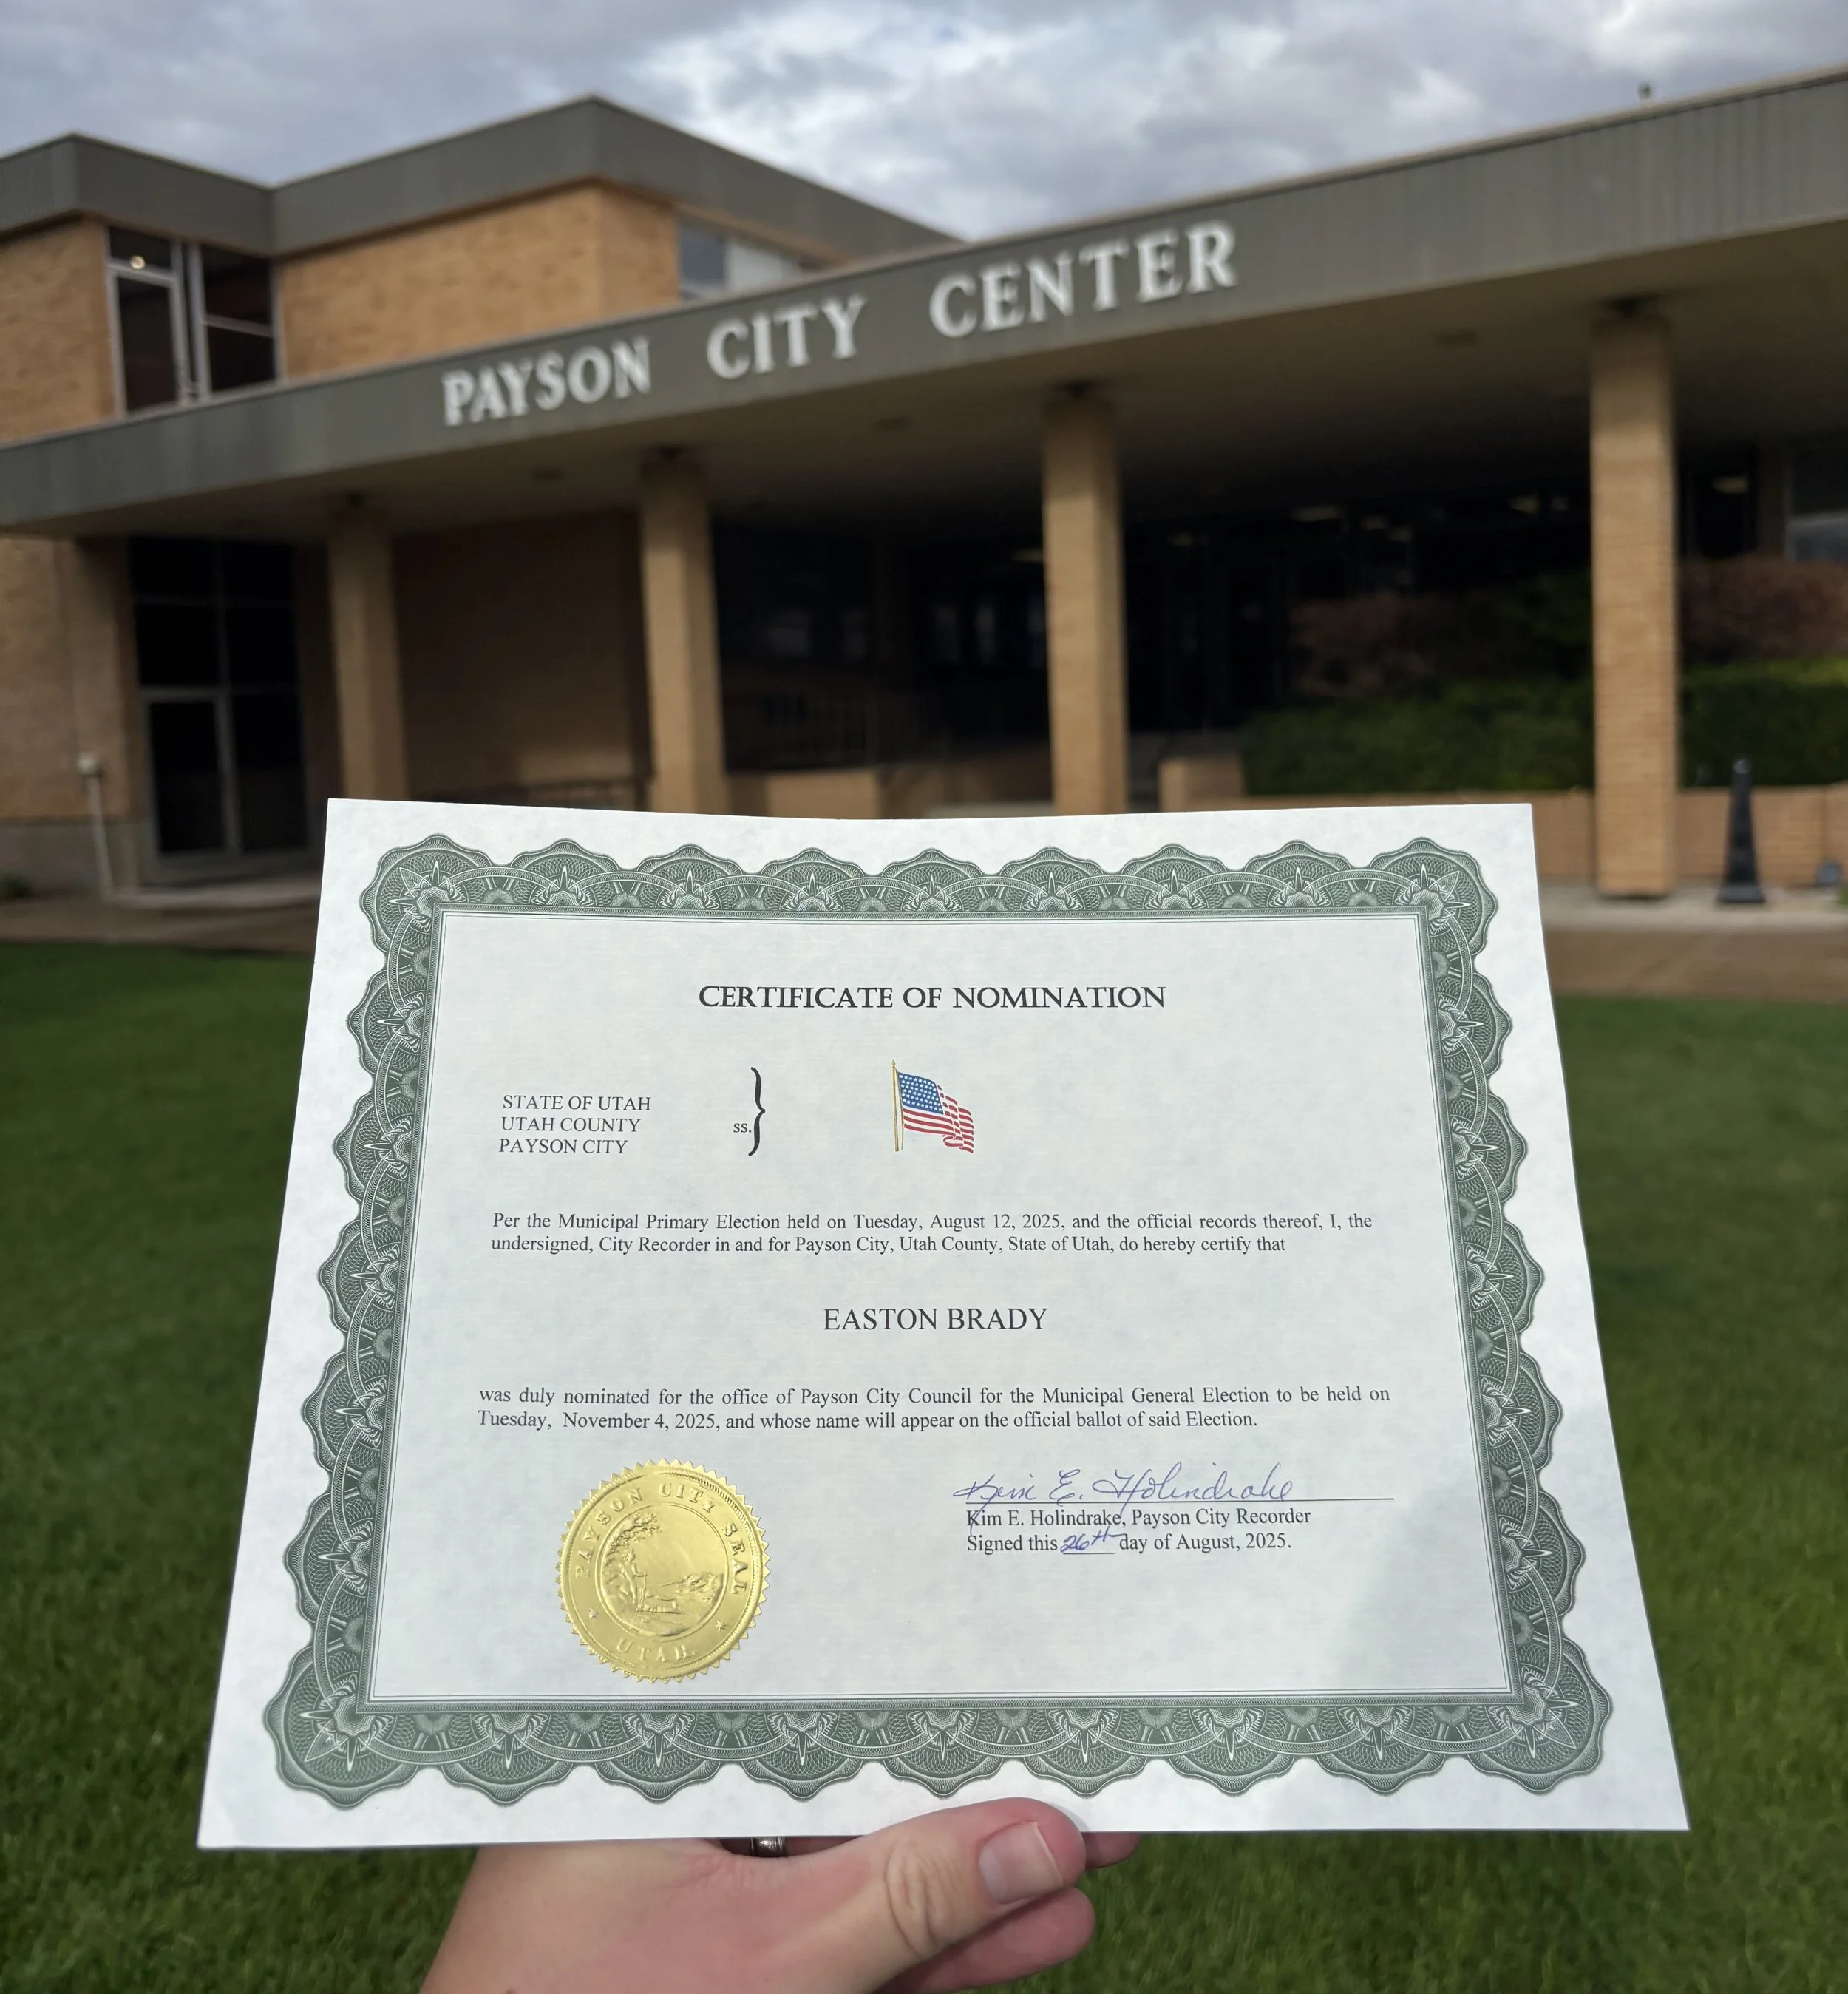 PAYSON CITY CENTER
CERTIFICATE OF NOMINATION
STATE OF UTAH
UTAH COUNTY
PAYSON CITY
ss.
Per the Municipal Primary Election held on Tuesday, August 12, 2025, and the official records thereof, I, the
undersigned, City Recorder in and for Payson City, Utah County, State of Utah, do hereby certify that
EASTON BRADY
was duly nominated for the office of Payson City Council for the Municipal General Election to be held on
Tuesday, November 4, 2025, and whose name will appear on the official ballot of said Election.
Kim E. Holindrake
Kim E. Holindrake, Payson City Recorder
Signed this 26th day of August, 2025.
PAYSON CITY SEAL
UTAH